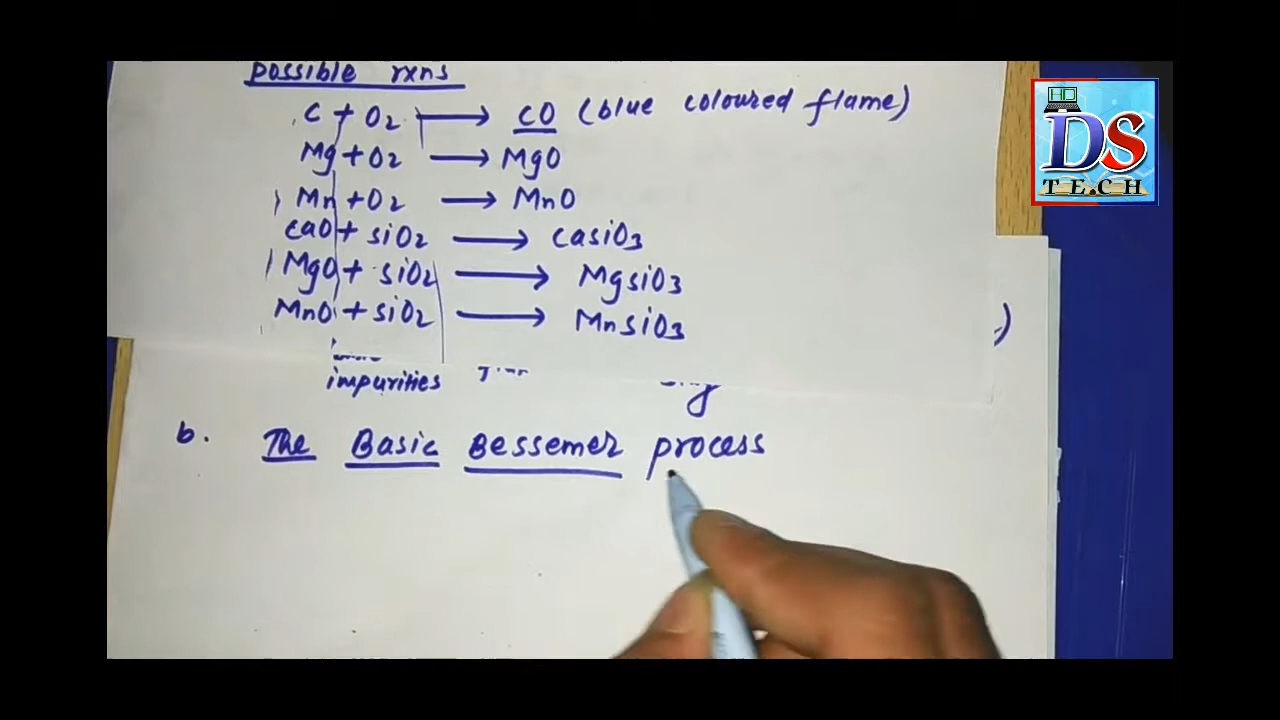 possible rxns
C + O2 → CO (blue coloured flame)
Mg + O2 → MgO
Mn + O2 → MnO
CaO + SiO2 → CaSiO3
MgO + SiO2 → MgSiO3
MnO + SiO2 → MnSiO3
impurities
b. The Basic Bessemer process
HD
DS
TECH